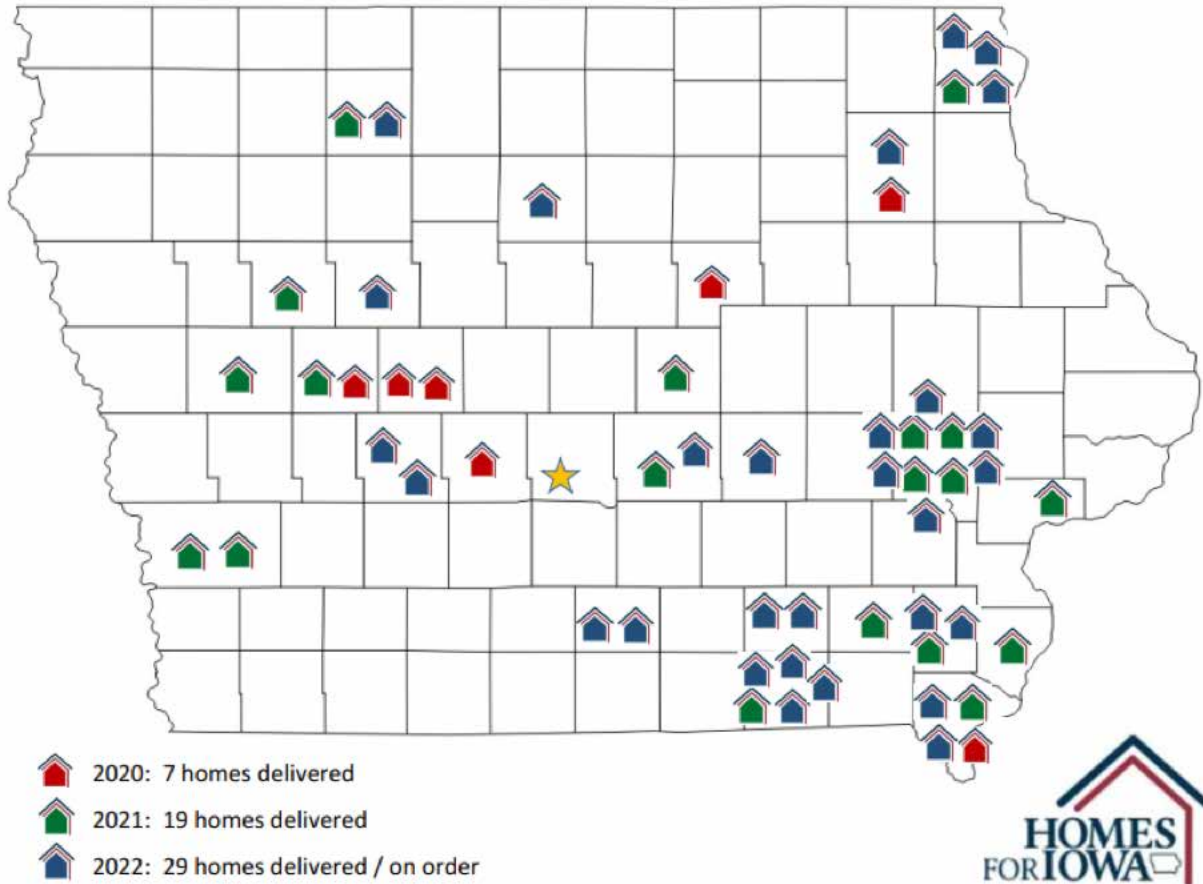 2020: 7 homes delivered
2021: 19 homes delivered
2022: 29 homes delivered / on order
HOMES
FOR IOWA